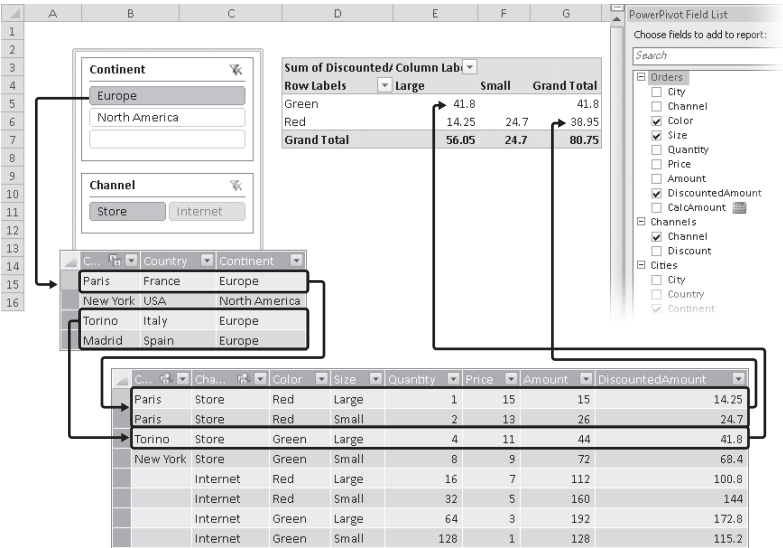 A B C D E F G
PowerPivot Field List
1
Choose fields to add to report:
2
Search
3 Continent Sum of Discounted/ Column Lab
4 Row Labels Large Small Grand Total
Orders
5 Europe Green 41.8 41.8
City
6 North America Red 14.25 24.7 38.95
Channel
7 Grand Total 56.05 24.7 80.75
Color
8
Size
9
Quantity
10 Channel
Price
11 Store Internet
Amount
12
DiscountedAmount
13
CalcAmount
14
Channels
15
Channel
16
Discount
Cities
City
Country
Continent
C... Country Continent
Paris France Europe
New York USA North America
Torino Italy Europe
Madrid Spain Europe
C... Cha... Color Size Quantity Price Amount DiscountedAmount
Paris Store Red Large 1 15 15 14.25
Paris Store Red Small 2 13 26 24.7
Torino Store Green Large 4 11 44 41.8
New York Store Green Small 8 9 72 68.4
Internet Red Large 16 7 112 100.8
Internet Red Small 32 5 160 144
Internet Green Large 64 3 192 172.8
Internet Green Small 128 1 128 115.2